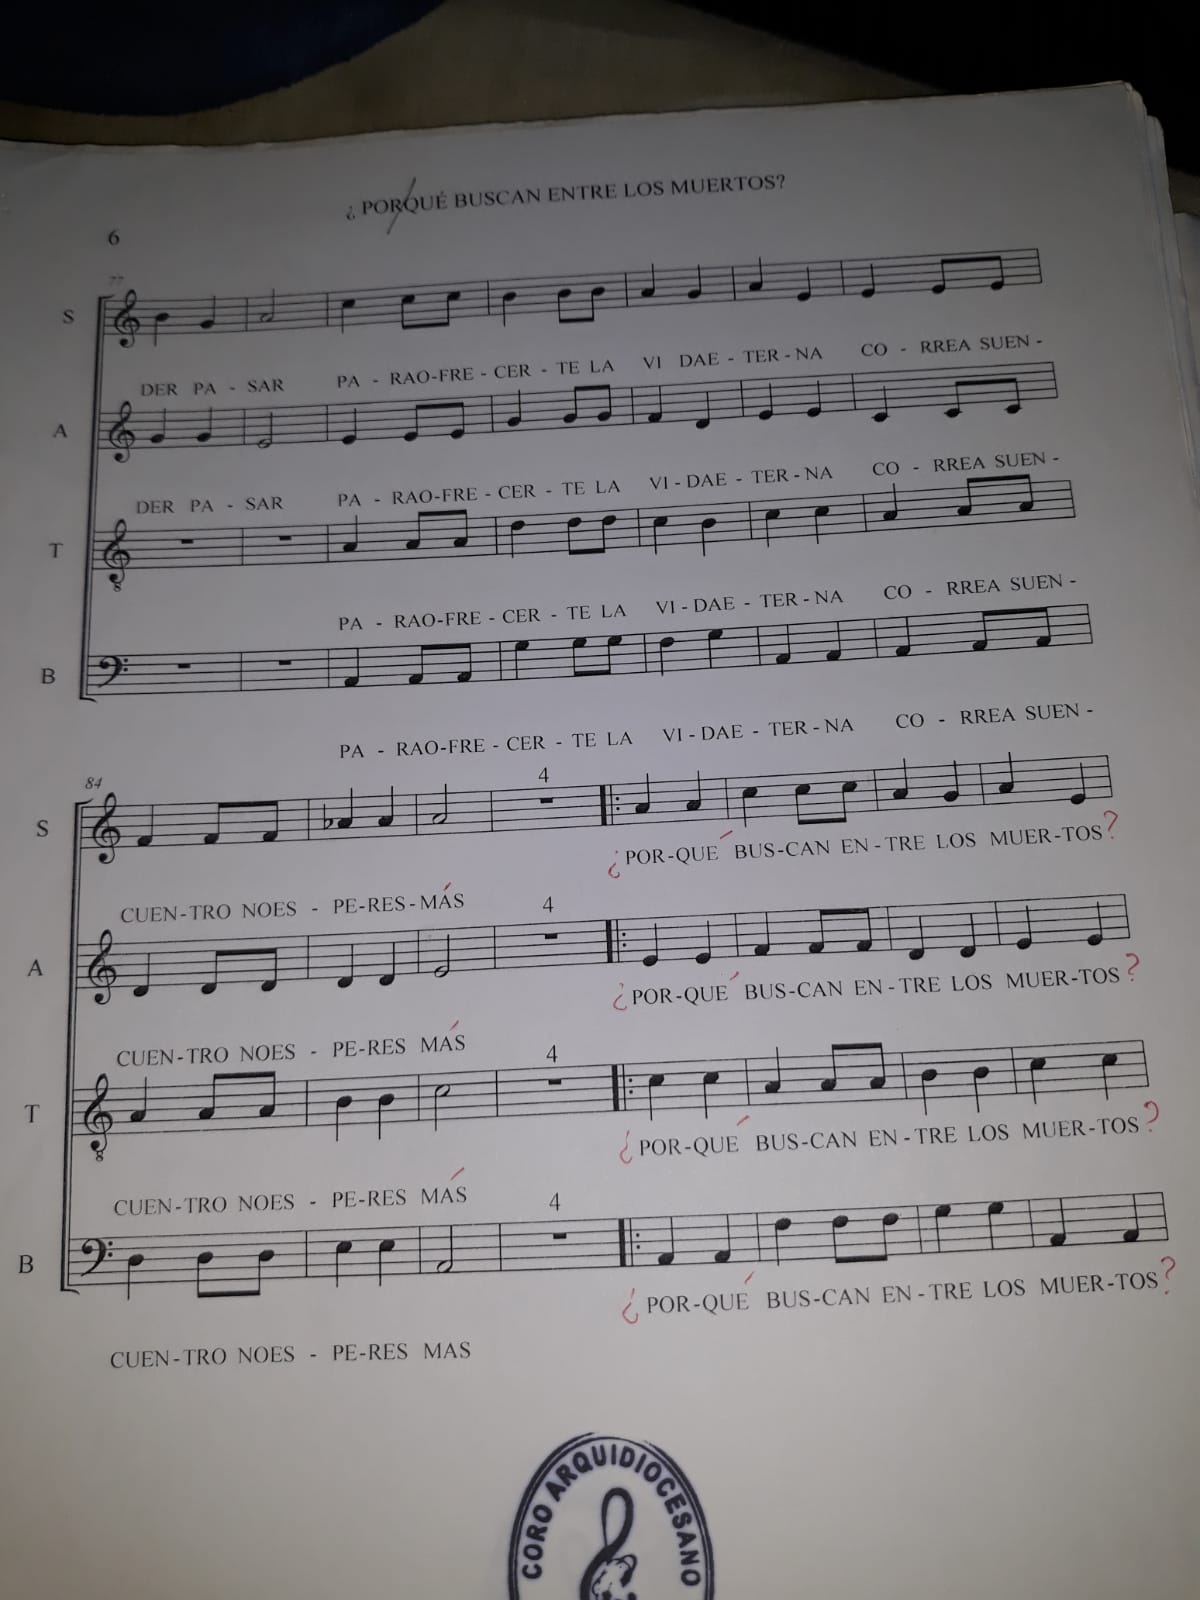 ¿ PORQUÉ BUSCAN ENTRE LOS MUERTOS?
6
77
S
DER PA - SAR PA - RAO-FRE - CER - TE LA VI DAE - TER - NA CO - RREA SUEN -
A
DER PA - SAR PA - RAO-FRE - CER - TE LA VI - DAE - TER - NA CO - RREA SUEN -
T
8
PA - RAO-FRE - CER - TE LA VI - DAE - TER - NA CO - RREA SUEN -
B
PA - RAO-FRE - CER - TE LA VI - DAE - TER - NA CO - RREA SUEN -
84
4
S
CUEN-TRO NOES - PE-RES-MÁS ¿POR-QUÉ BUS-CAN EN-TRE LOS MUER-TOS?
4
A
CUEN-TRO NOES - PE-RES MÁS ¿POR-QUÉ BUS-CAN EN-TRE LOS MUER-TOS?
4
T
8
CUEN-TRO NOES - PE-RES MÁS ¿POR-QUÉ BUS-CAN EN-TRE LOS MUER-TOS?
4
B
CUEN-TRO NOES - PE-RES MAS ¿POR-QUÉ BUS-CAN EN-TRE LOS MUER-TOS?
CORO ARQUIDIOCESANO